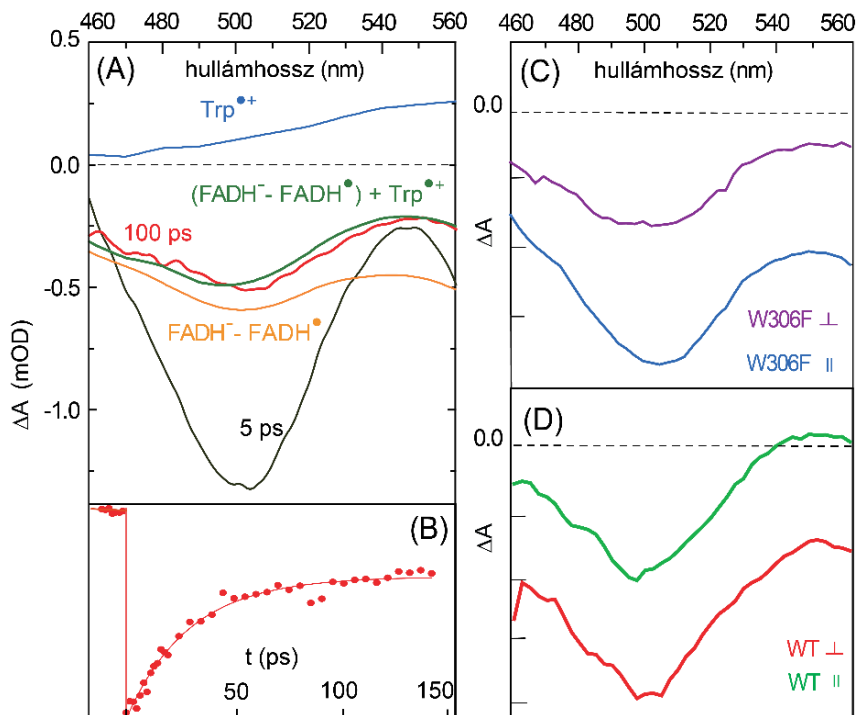 460 480 500 520 540 560
0.5
(A)
hullámhossz (nm)
Trp•+
0.0
(FADH⁻- FADH•) + Trp•+
100 ps
-0.5
FADH⁻- FADH•
ΔA (mOD)
-1.0
5 ps
(B)
t (ps)
50 100 150
460 480 500 520 540 560
(C)
hullámhossz (nm)
0.0
ΔA
W306F ⊥
W306F ||
(D)
0.0
ΔA
WT ⊥
WT ||